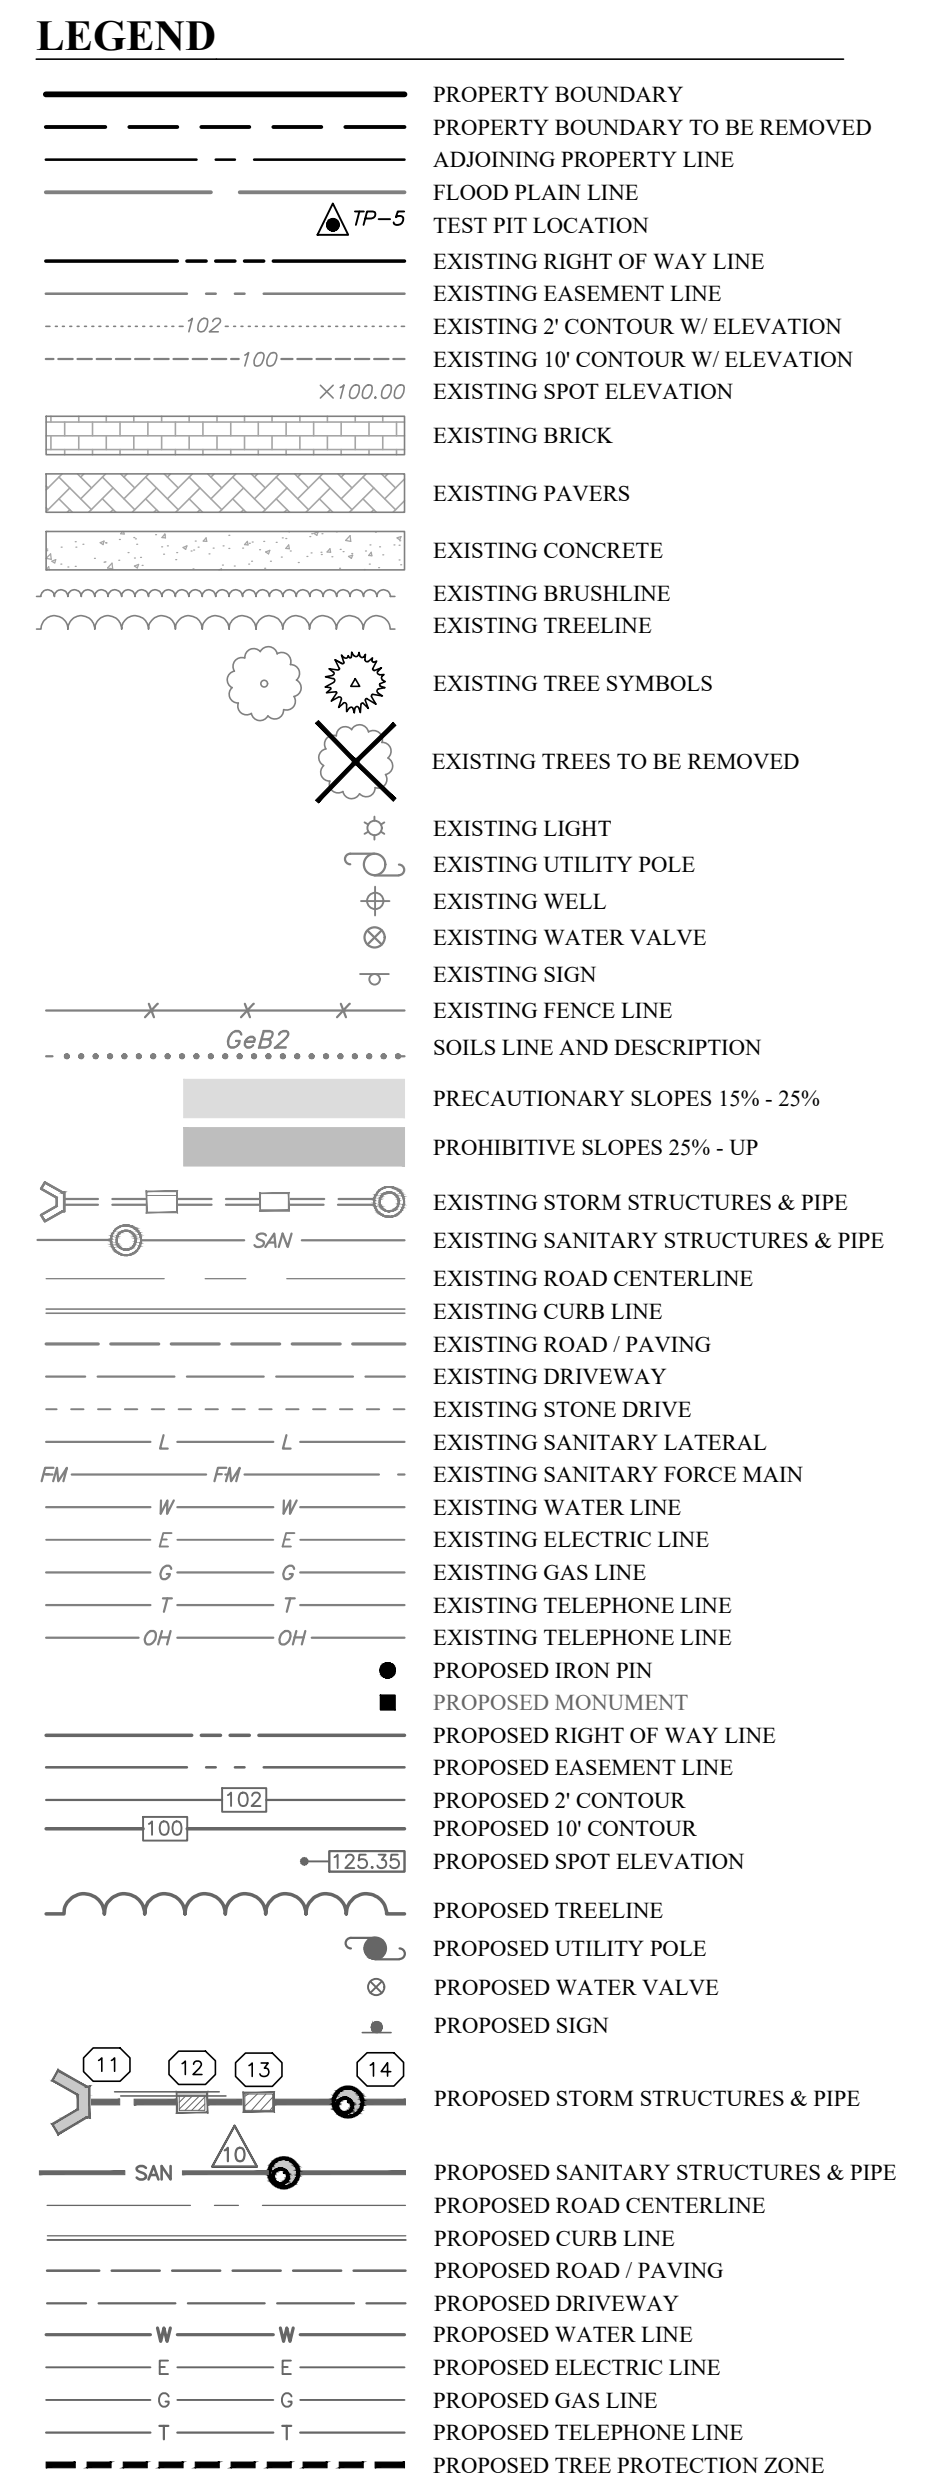 LEGEND
PROPERTY BOUNDARY
PROPERTY BOUNDARY TO BE REMOVED
ADJOINING PROPERTY LINE
FLOOD PLAIN LINE
TP-5 TEST PIT LOCATION
EXISTING RIGHT OF WAY LINE
EXISTING EASEMENT LINE
102 EXISTING 2' CONTOUR W/ ELEVATION
100 EXISTING 10' CONTOUR W/ ELEVATION
×100.00 EXISTING SPOT ELEVATION
EXISTING BRICK
EXISTING PAVERS
EXISTING CONCRETE
EXISTING BRUSHLINE
EXISTING TREELINE
EXISTING TREE SYMBOLS
EXISTING TREES TO BE REMOVED
EXISTING LIGHT
EXISTING UTILITY POLE
EXISTING WELL
EXISTING WATER VALVE
EXISTING SIGN
X X X EXISTING FENCE LINE
GeB2 SOILS LINE AND DESCRIPTION
PRECAUTIONARY SLOPES 15% - 25%
PROHIBITIVE SLOPES 25% - UP
EXISTING STORM STRUCTURES & PIPE
SAN EXISTING SANITARY STRUCTURES & PIPE
EXISTING ROAD CENTERLINE
EXISTING CURB LINE
EXISTING ROAD / PAVING
EXISTING DRIVEWAY
EXISTING STONE DRIVE
L L EXISTING SANITARY LATERAL
FM FM EXISTING SANITARY FORCE MAIN
W W EXISTING WATER LINE
E E EXISTING ELECTRIC LINE
G G EXISTING GAS LINE
T T EXISTING TELEPHONE LINE
OH OH EXISTING TELEPHONE LINE
PROPOSED IRON PIN
PROPOSED MONUMENT
PROPOSED RIGHT OF WAY LINE
PROPOSED EASEMENT LINE
102 PROPOSED 2' CONTOUR
100 PROPOSED 10' CONTOUR
125.35 PROPOSED SPOT ELEVATION
PROPOSED TREELINE
PROPOSED UTILITY POLE
PROPOSED WATER VALVE
PROPOSED SIGN
11 12 13 14
PROPOSED STORM STRUCTURES & PIPE
10
SAN PROPOSED SANITARY STRUCTURES & PIPE
PROPOSED ROAD CENTERLINE
PROPOSED CURB LINE
PROPOSED ROAD / PAVING
PROPOSED DRIVEWAY
W W PROPOSED WATER LINE
E E PROPOSED ELECTRIC LINE
G G PROPOSED GAS LINE
T T PROPOSED TELEPHONE LINE
PROPOSED TREE PROTECTION ZONE